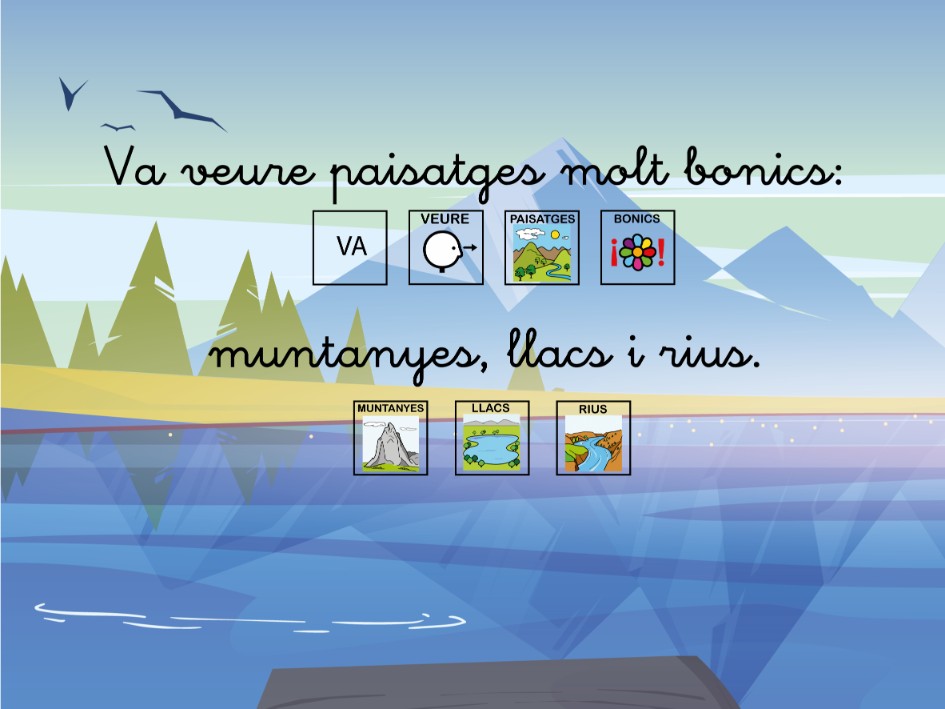 Va veure paisatges molt bonics:
VA VEURE PAISATGES BONICS
¡ !
muntanyes, llacs i rius.
MUNTANYES LLACS RIUS